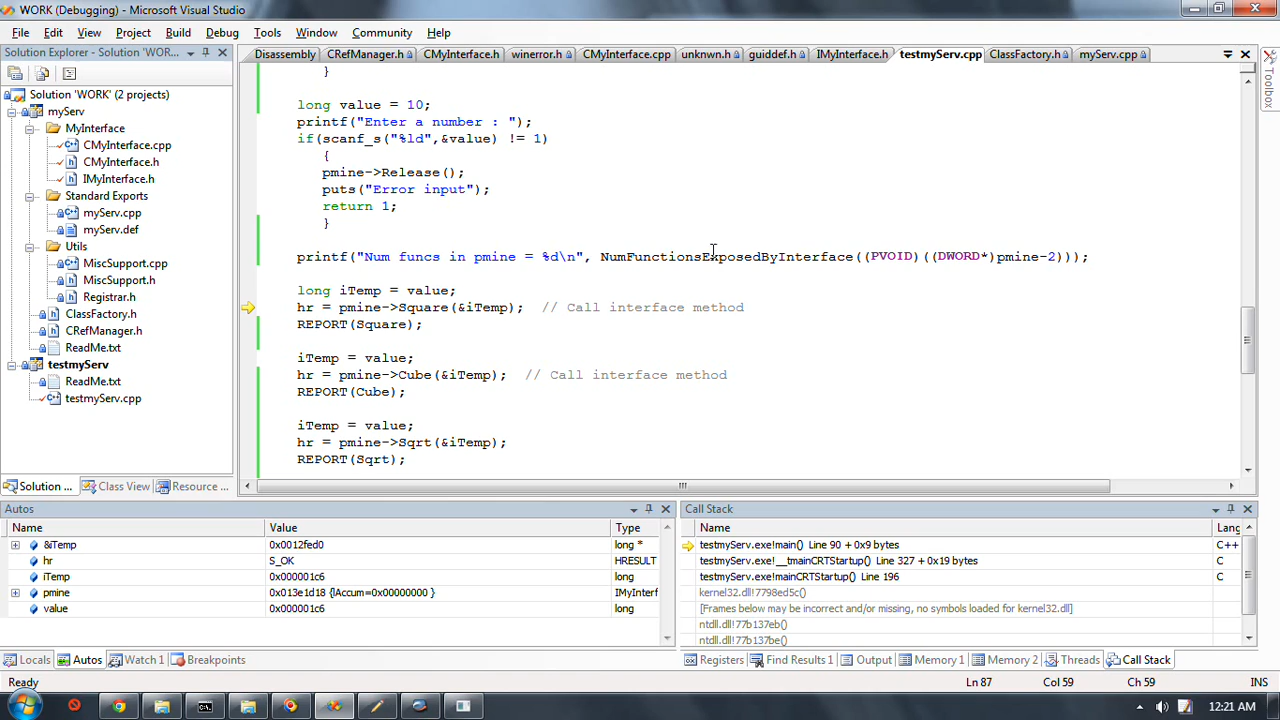 WORK (Debugging) - Microsoft Visual Studio
File Edit View Project Build Debug Tools Window Community Help
Solution Explorer - Solution 'WOR...
Disassembly CRefManager.h CMyInterface.h winerror.h CMyInterface.cpp unknwn.h guiddef.h IMyInterface.h testmyServ.cpp ClassFactory.h myServ.cpp
Toolbox
Solution 'WORK' (2 projects)
myServ
MyInterface
CMyInterface.cpp
CMyInterface.h
IMyInterface.h
Standard Exports
myServ.cpp
myServ.def
Utils
MiscSupport.cpp
MiscSupport.h
Registrar.h
ClassFactory.h
CRefManager.h
ReadMe.txt
testmyServ
ReadMe.txt
testmyServ.cpp
Solution ... Class View Resource ...
}
long value = 10;
printf("Enter a number : ");
if(scanf_s("%ld",&value) != 1)
{
pmine->Release();
puts("Error input");
return 1;
}
printf("Num funcs in pmine = %d\n", NumFunctionsExposedByInterface((PVOID)((DWORD*)pmine-2)));
long iTemp = value;
hr = pmine->Square(&iTemp); // Call interface method
REPORT(Square);
iTemp = value;
hr = pmine->Cube(&iTemp); // Call interface method
REPORT(Cube);
iTemp = value;
hr = pmine->Sqrt(&iTemp);
REPORT(Sqrt);
Autos
Name Value Type
&iTemp 0x0012fed0 long *
hr S_OK HRESULT
iTemp 0x000001c6 long
pmine 0x013e1d18 {lAccum=0x00000000 } IMyInterf
value 0x000001c6 long
Locals Autos Watch 1 Breakpoints
Call Stack
Name Lang
testmyServ.exe!main() Line 90 + 0x9 bytes C++
testmyServ.exe!__tmainCRTStartup() Line 327 + 0x19 bytes C
testmyServ.exe!mainCRTStartup() Line 196 C
kernel32.dll!7798ed5c()
[Frames below may be incorrect and/or missing, no symbols loaded for kernel32.dll]
ntdll.dll!77b137eb()
ntdll.dll!77b137be()
Registers Find Results 1 Output Memory 1 Memory 2 Threads Call Stack
Ready Ln 87 Col 59 Ch 59 INS
12:21 AM